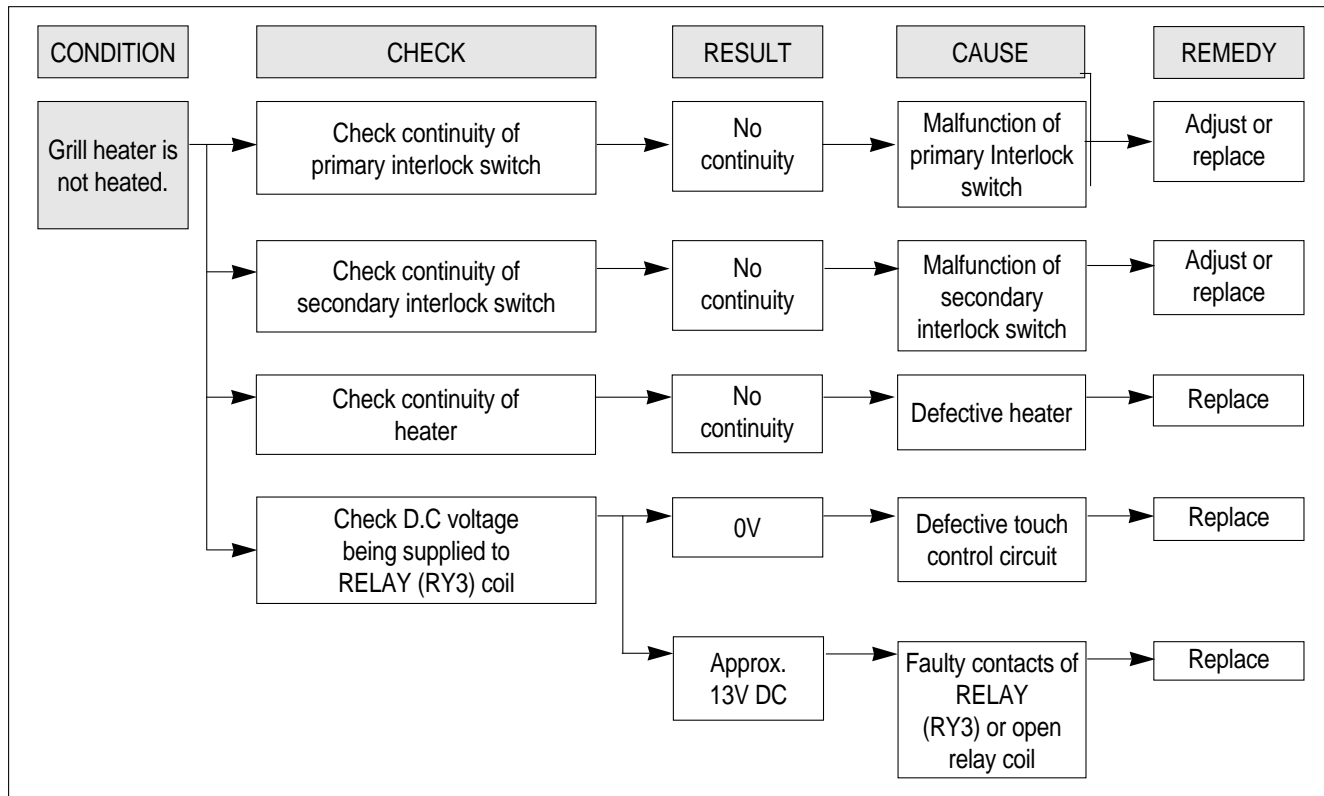 CONDITION
CHECK
RESULT
CAUSE
REMEDY
Grill heater is
not heated.
Check continuity of
primary interlock switch
No
continuity
Malfunction of
primary Interlock
switch
Adjust or
replace
Check continuity of
secondary interlock switch
No
continuity
Malfunction of
secondary
interlock switch
Adjust or
replace
Check continuity of
heater
No
continuity
Defective heater
Replace
Check D.C voltage
being supplied to
RELAY (RY3) coil
0V
Defective touch
control circuit
Replace
Approx.
13V DC
Faulty contacts of
RELAY
(RY3) or open
relay coil
Replace